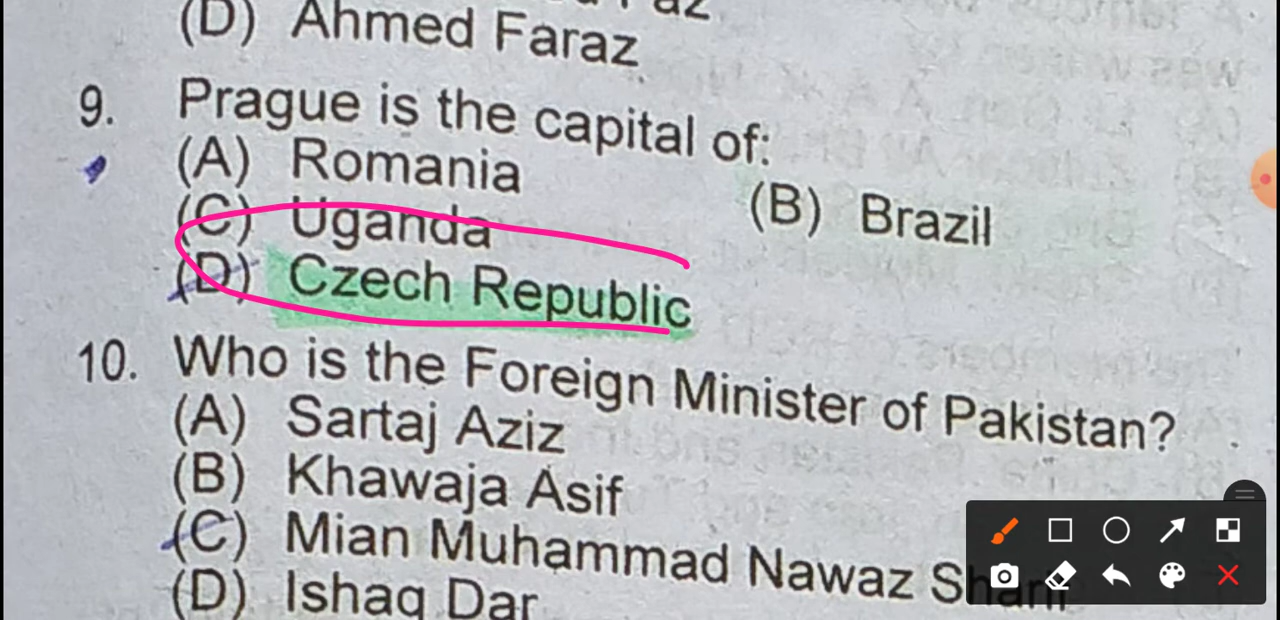 (D) Ahmed Faraz
9. Prague is the capital of:
(A) Romania
(B) Brazil
(C) Uganda
(D) Czech Republic
10. Who is the Foreign Minister of Pakistan?
(A) Sartaj Aziz
(B) Khawaja Asif
(C) Mian Muhammad Nawaz Sharif
(D) Ishaq Dar